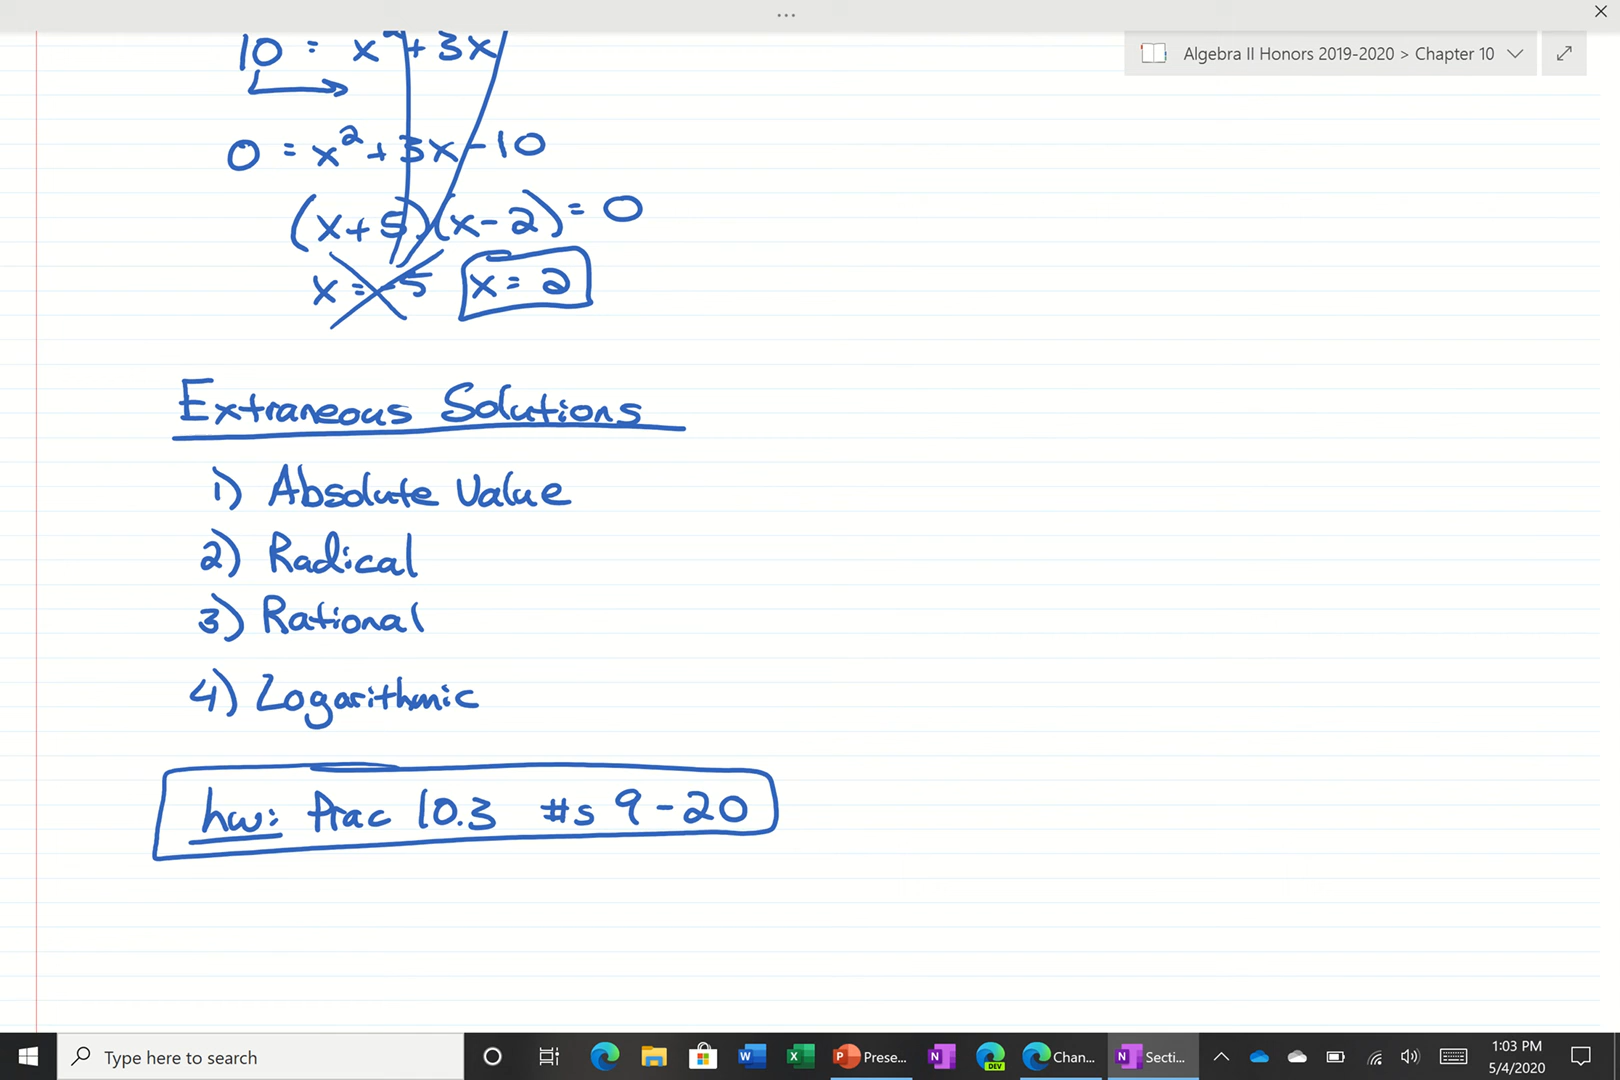 Algebra II Honors 2019-2020 > Chapter 10
10 = x² + 3x
0 = x² + 3x - 10
(x+5)(x-2) = 0
x = -5 x = 2
Extraneous Solutions
1) Absolute Value
2) Radical
3) Rational
4) Logarithmic
hw: Prac 10.3 #s 9-20
Type here to search
Prese...
DEV
Chan...
Secti...
1:03 PM
5/4/2020